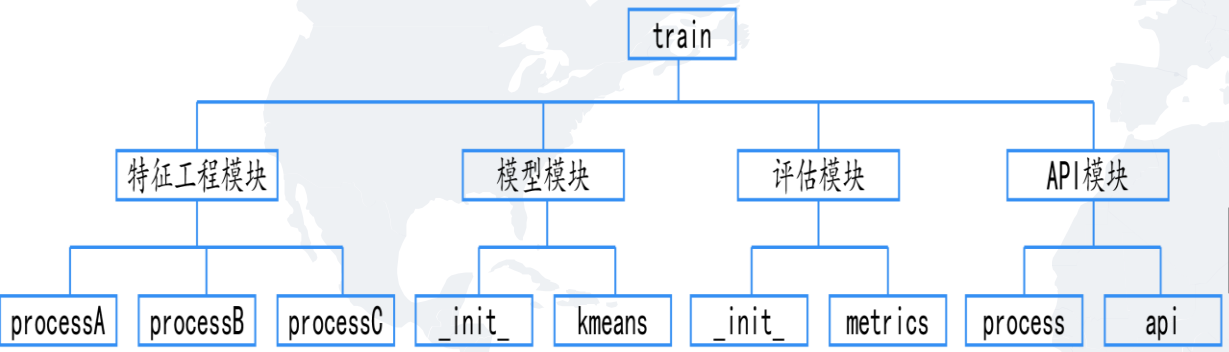 train
特征工程模块
模型模块
评估模块
API模块
processA
processB
processC
_init_
kmeans
_init_
metrics
process
api